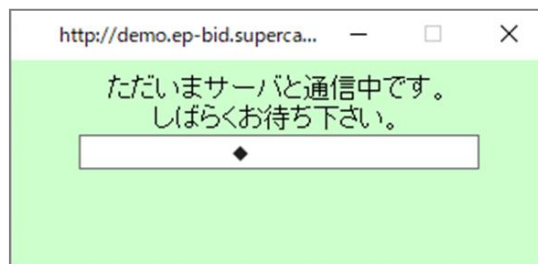 http://demo.ep-bid.superca...
ただいまサーバと通信中です。
しばらくお待ち下さい。